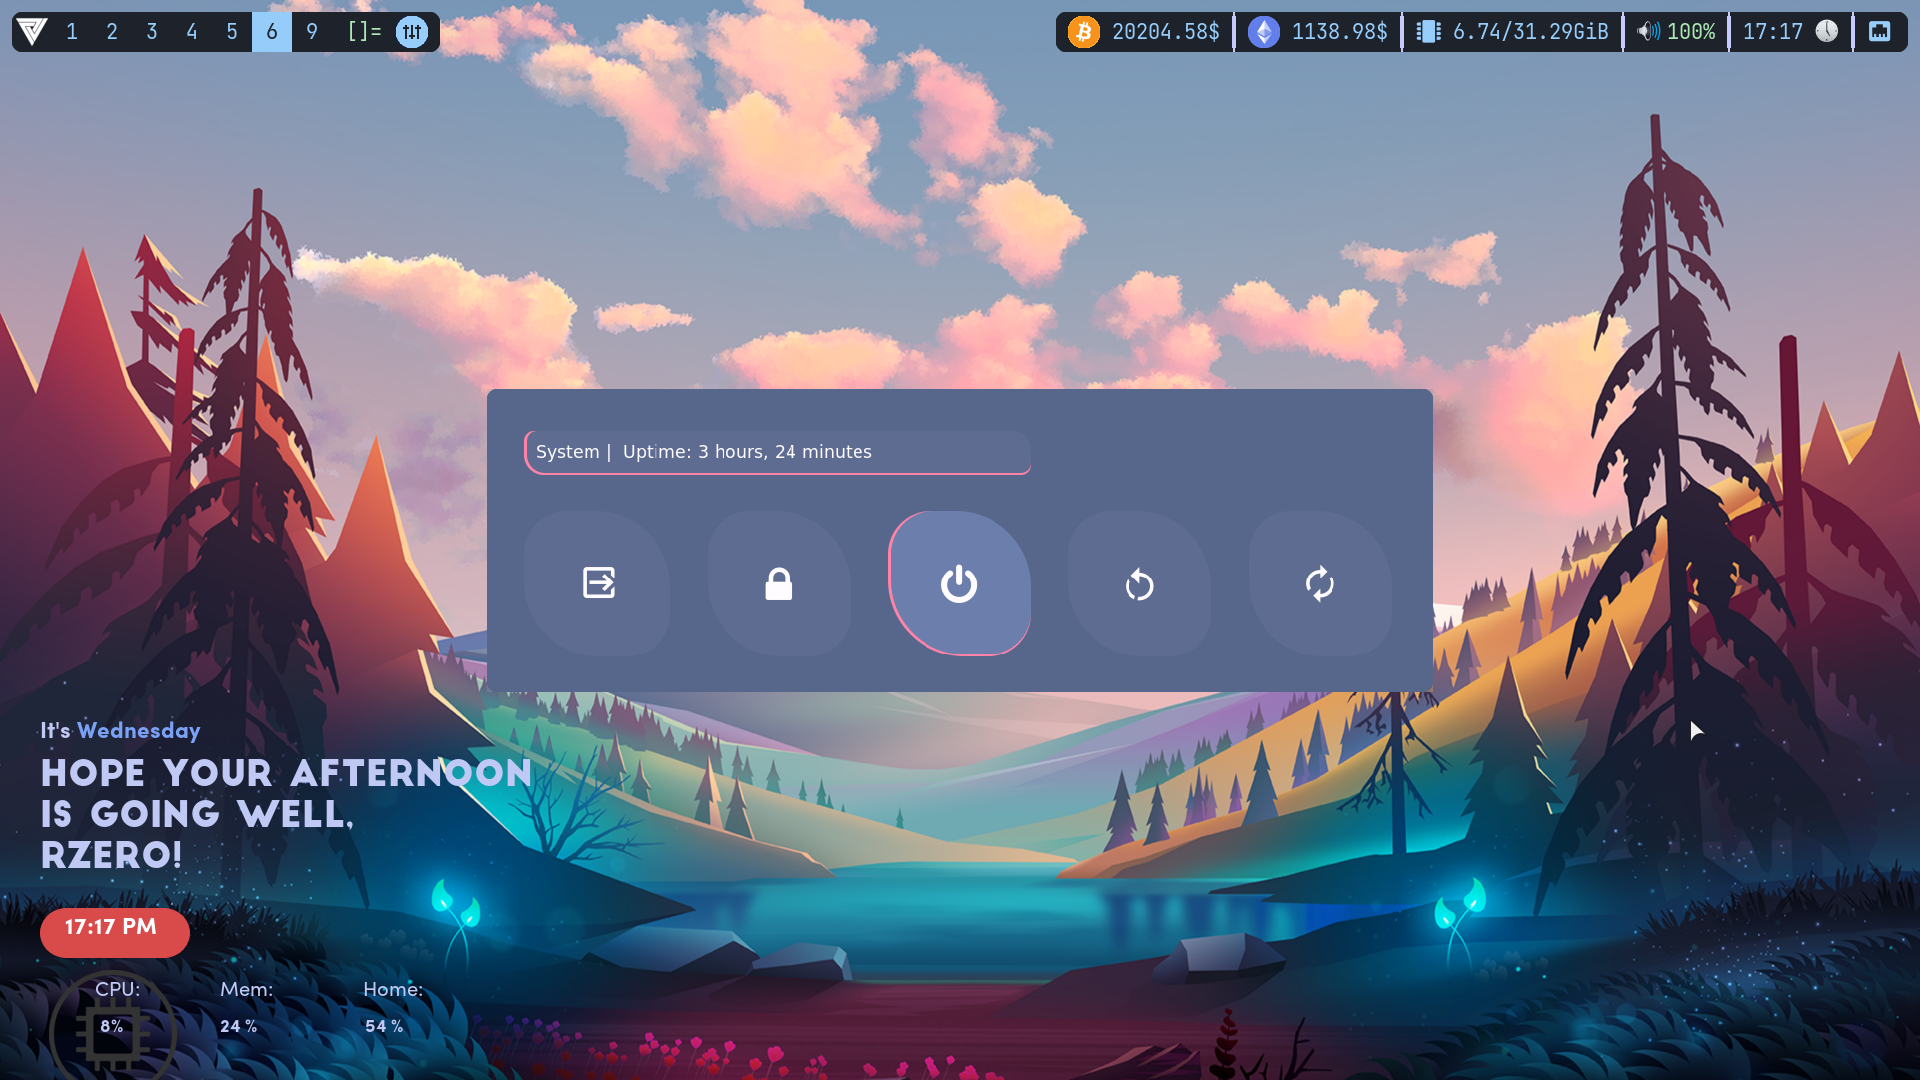 1 2 3 4 5 6 9 []=
20204.58$ 1138.98$ 6.74/31.29GiB 100% 17:17
System | Uptime: 3 hours, 24 minutes
It's Wednesday
HOPE YOUR AFTERNOON
IS GOING WELL,
RZERO!
17:17 PM
CPU: Mem: Home:
8% 24 % 54 %